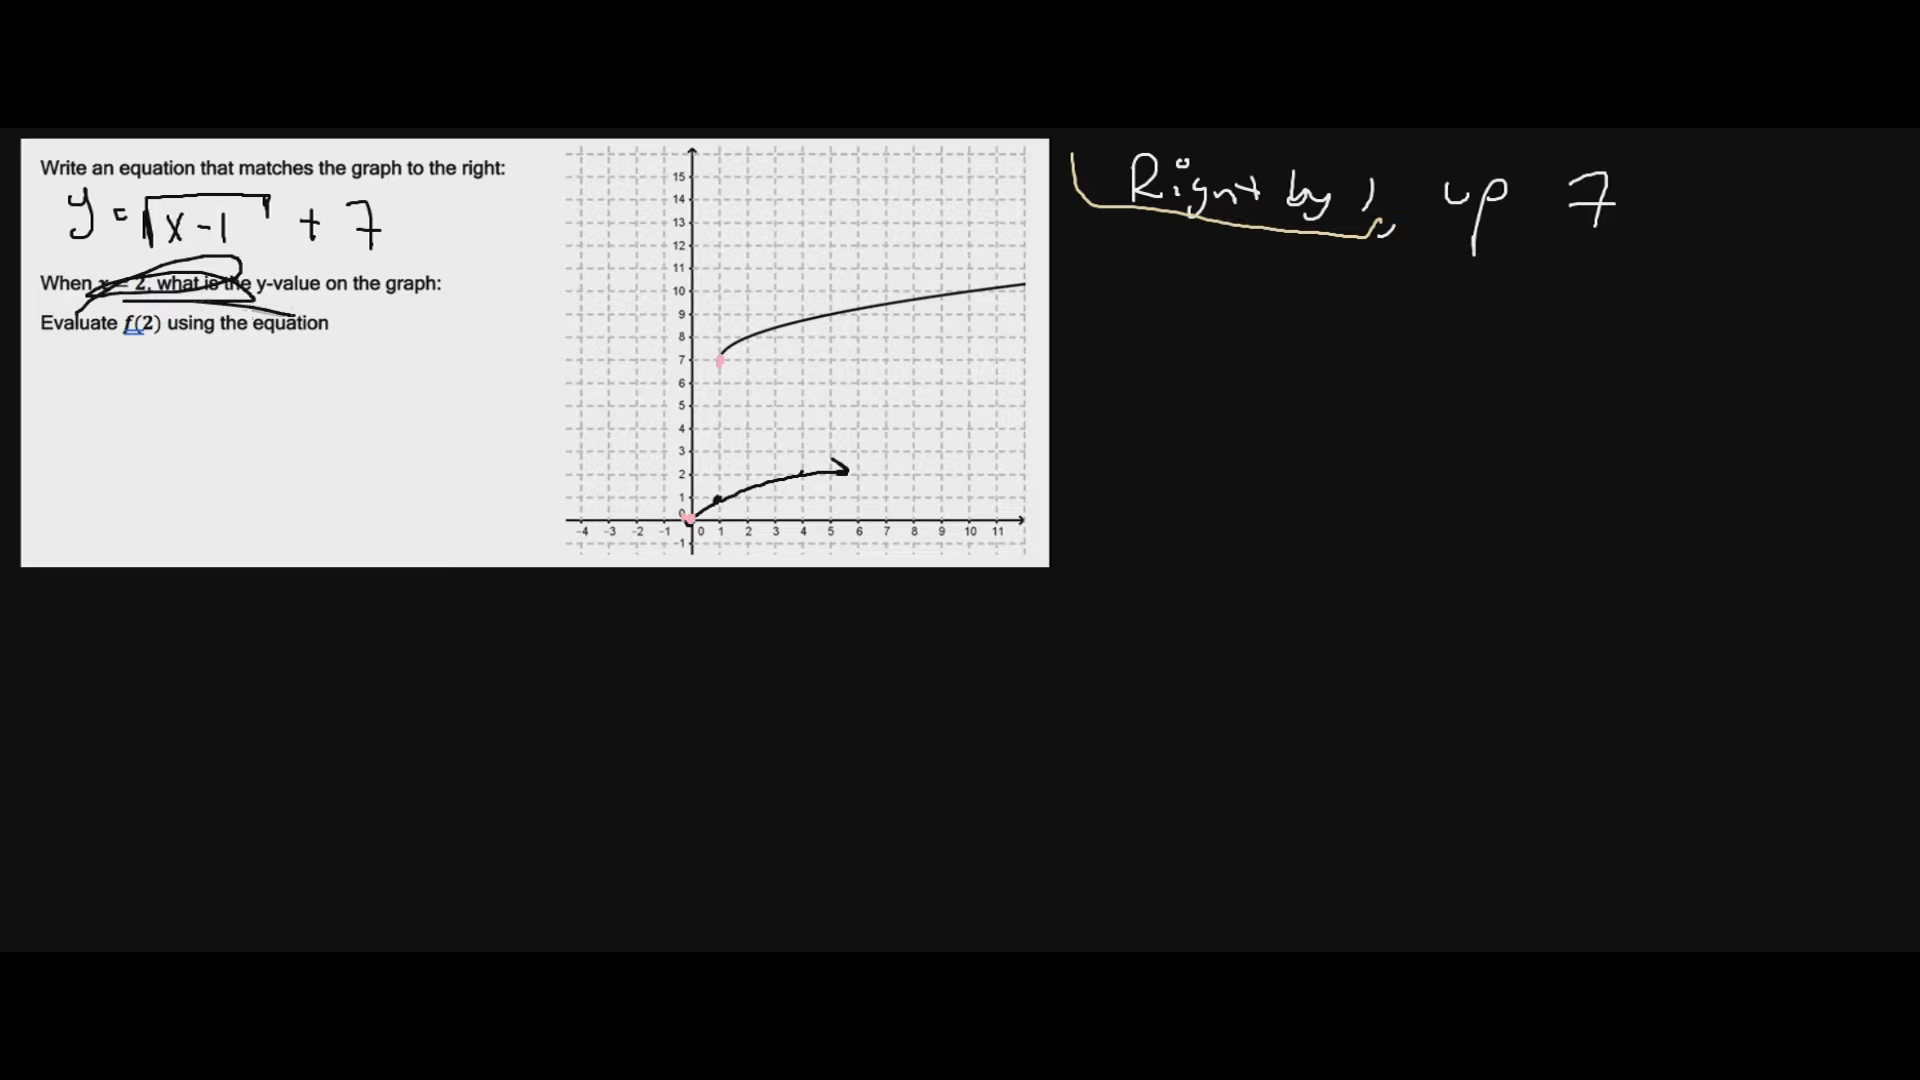 Write an equation that matches the graph to the right:
y = √x - 1 + 7
When x = 2, what is the y-value on the graph:
Evaluate f(2) using the equation
Right by 1, up 7
15
14
13
12
11
10
9
8
7
6
5
4
3
2
1
0
-4 -3 -2 -1 0 1 2 3 4 5 6 7 8 9 10 11
-1